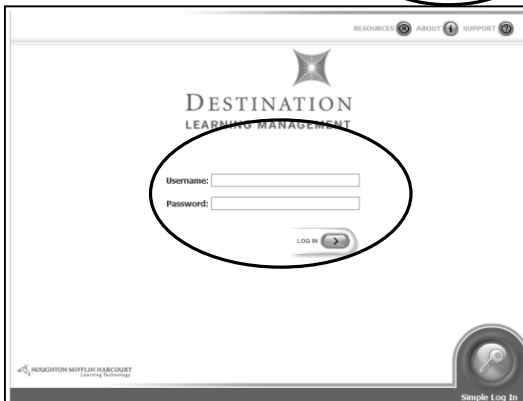 RESOURCES ABOUT SUPPORT
DESTINATION
LEARNING MANAGEMENT
Username:
Password:
LOG IN
HOUGHTON MIFFLIN HARCOURT
Learning Technology
Simple Log In